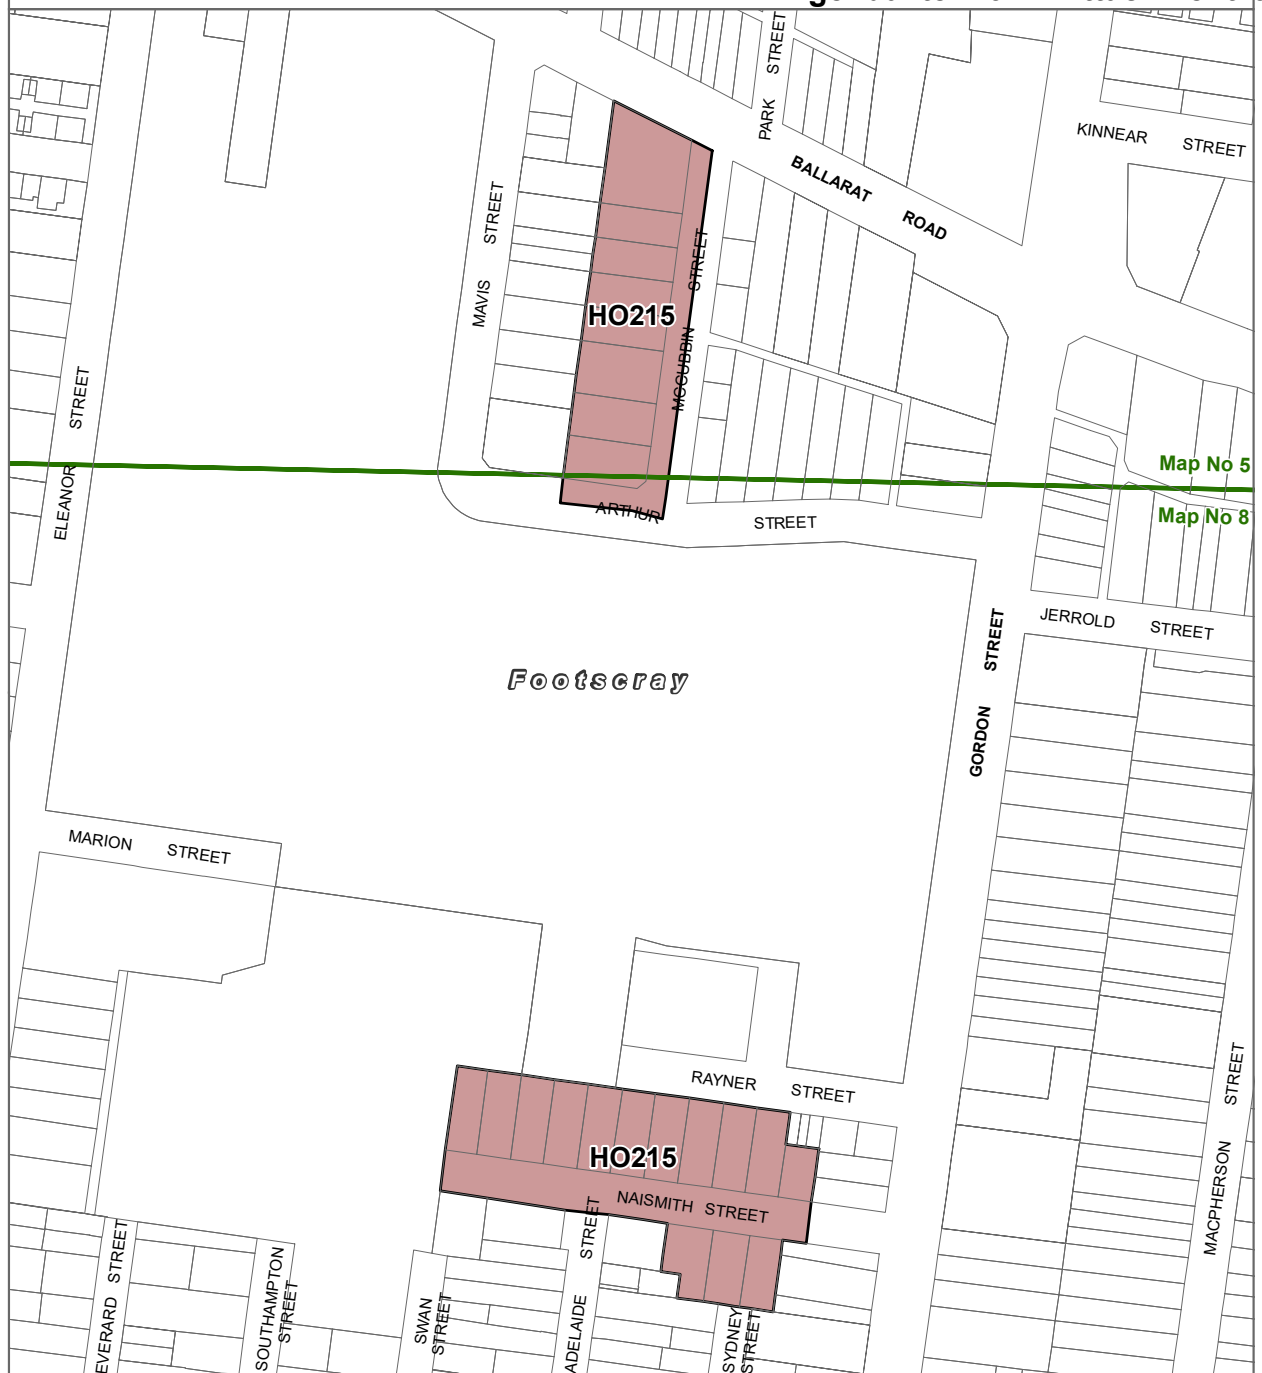 PARK STREET
KINNEAR STREET
BALLARAT ROAD
MAVIS STREET
MCCUBBIN STREET
HO215
ELEANOR STREET
Map No 5
Map No 8
ARTHUR STREET
JERROLD STREET
GORDON STREET
Footscray
MARION STREET
RAYNER STREET
HO215
NAISMITH STREET
MACPHERSON STREET
EVERARD STREET
SOUTHAMPTON STREET
SWAN STREET
ADELAIDE STREET
SYDNEY STREET